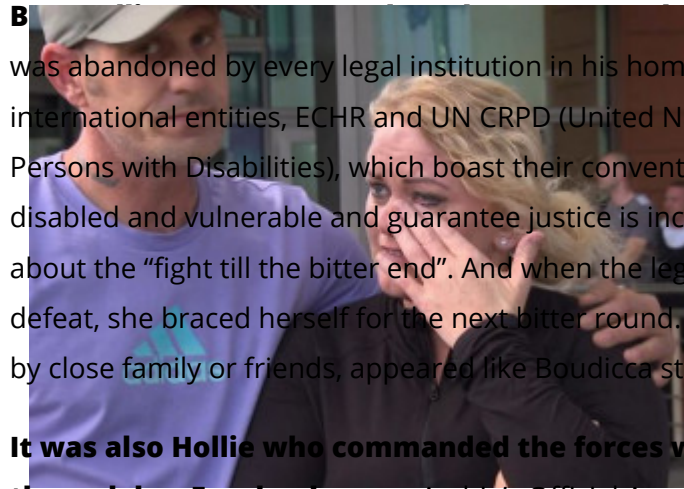 was abandoned by every legal institution in his hom
international entities, ECHR and UN CRPD (United N
Persons with Disabilities), which boast their convent
disabled and vulnerable and guarantee justice is inc
about the “fight till the bitter end”. And when the leg
defeat, she braced herself for the next bitter round.
by close family or friends, appeared like Boudicca st
adidas
It was also Hollie who commanded the forces w